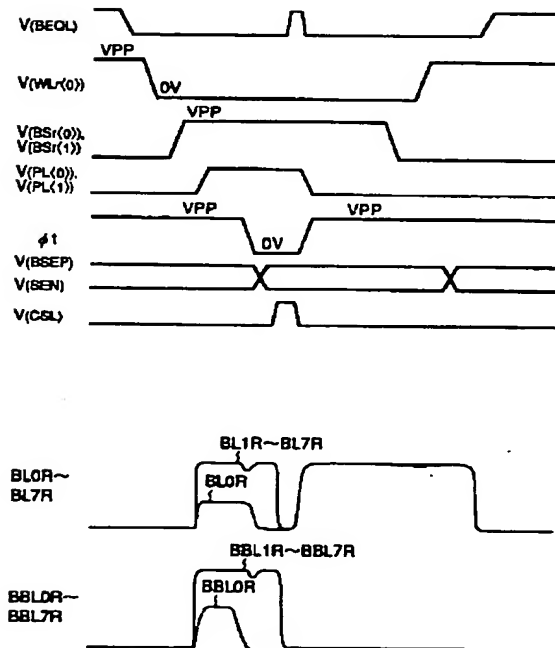 V(BEQL)
VPP
V(WLr⟨0⟩)
0V
VPP
V(BSr⟨0⟩).
V(BSr⟨1⟩)
V(PL⟨0⟩).
V(PL⟨1⟩)
VPP
VPP
φt
0V
V(BSEP)
V(SEN)
V(CSL)
BL1R~BL7R
BL0R~
BL7R
BL0R
BBL1R~BBL7R
BBL0R~
BBL7R
BBL0R